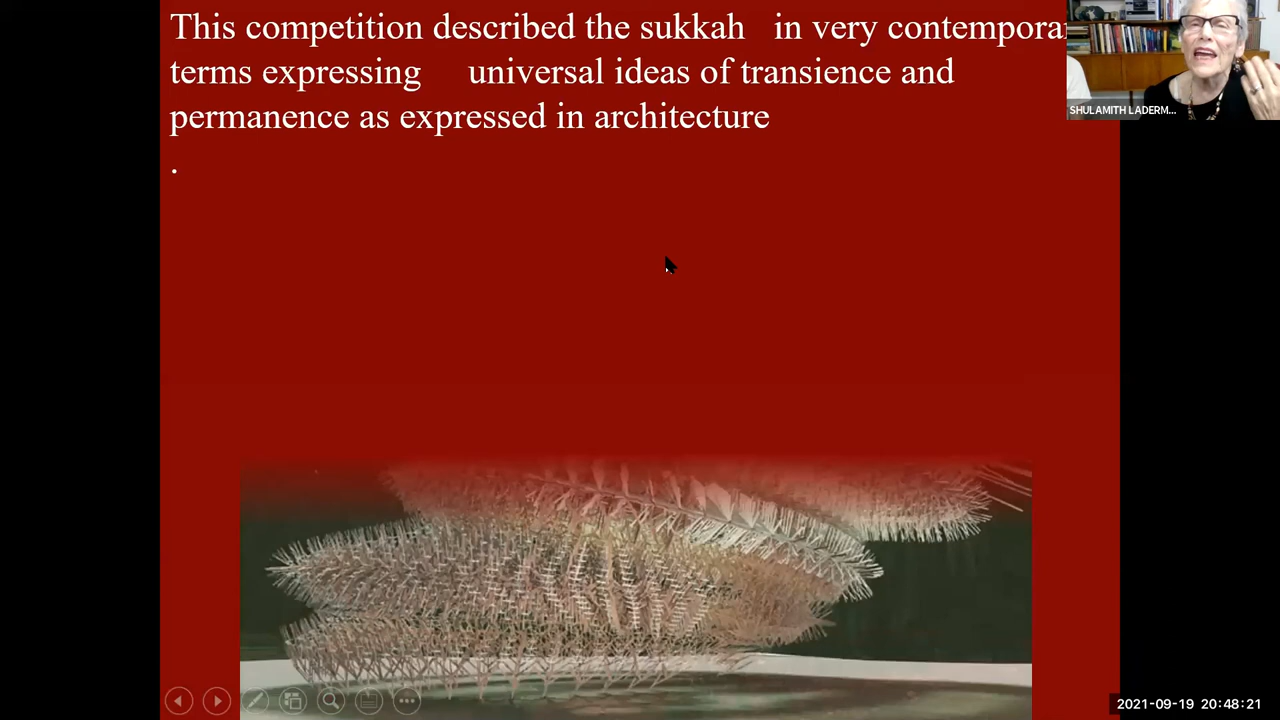 This competition described the sukkah in very contempora
terms expressing universal ideas of transience and
permanence as expressed in architecture
.
SHULAMITH LADERM...
2021-09-19 20:48:21